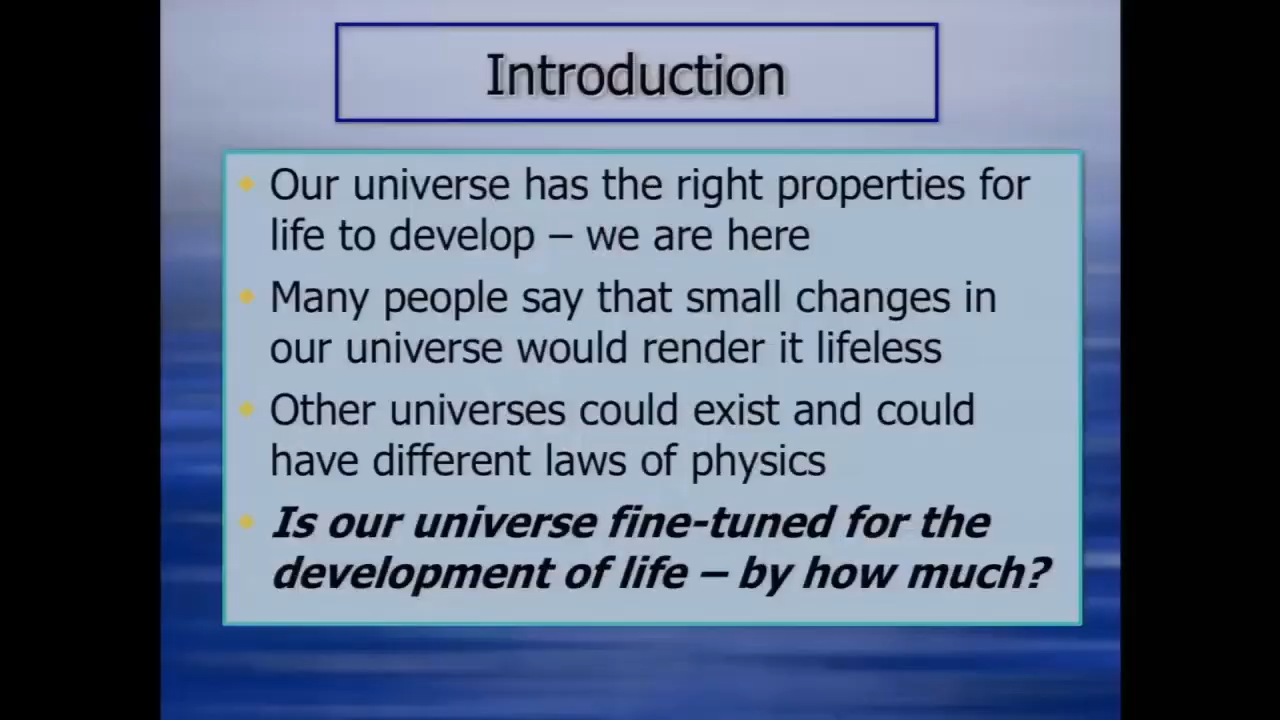 Introduction
• Our universe has the right properties for
life to develop – we are here
• Many people say that small changes in
our universe would render it lifeless
• Other universes could exist and could
have different laws of physics
• Is our universe fine-tuned for the
development of life – by how much?